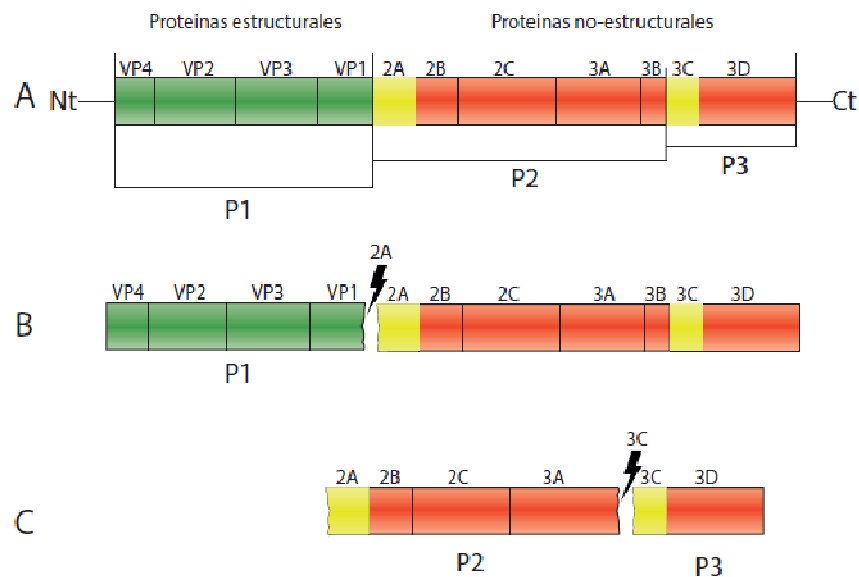 Proteinas estructurales Proteinas no-estructurales
VP4 VP2 VP3 VP1 2A 2B 2C 3A 3B 3C 3D
A Nt Ct
P3
P2
P1
2A
VP4 VP2 VP3 VP1 2A 2B 2C 3A 3B 3C 3D
B
P1
3C
2A 2B 2C 3A 3C 3D
C
P2 P3